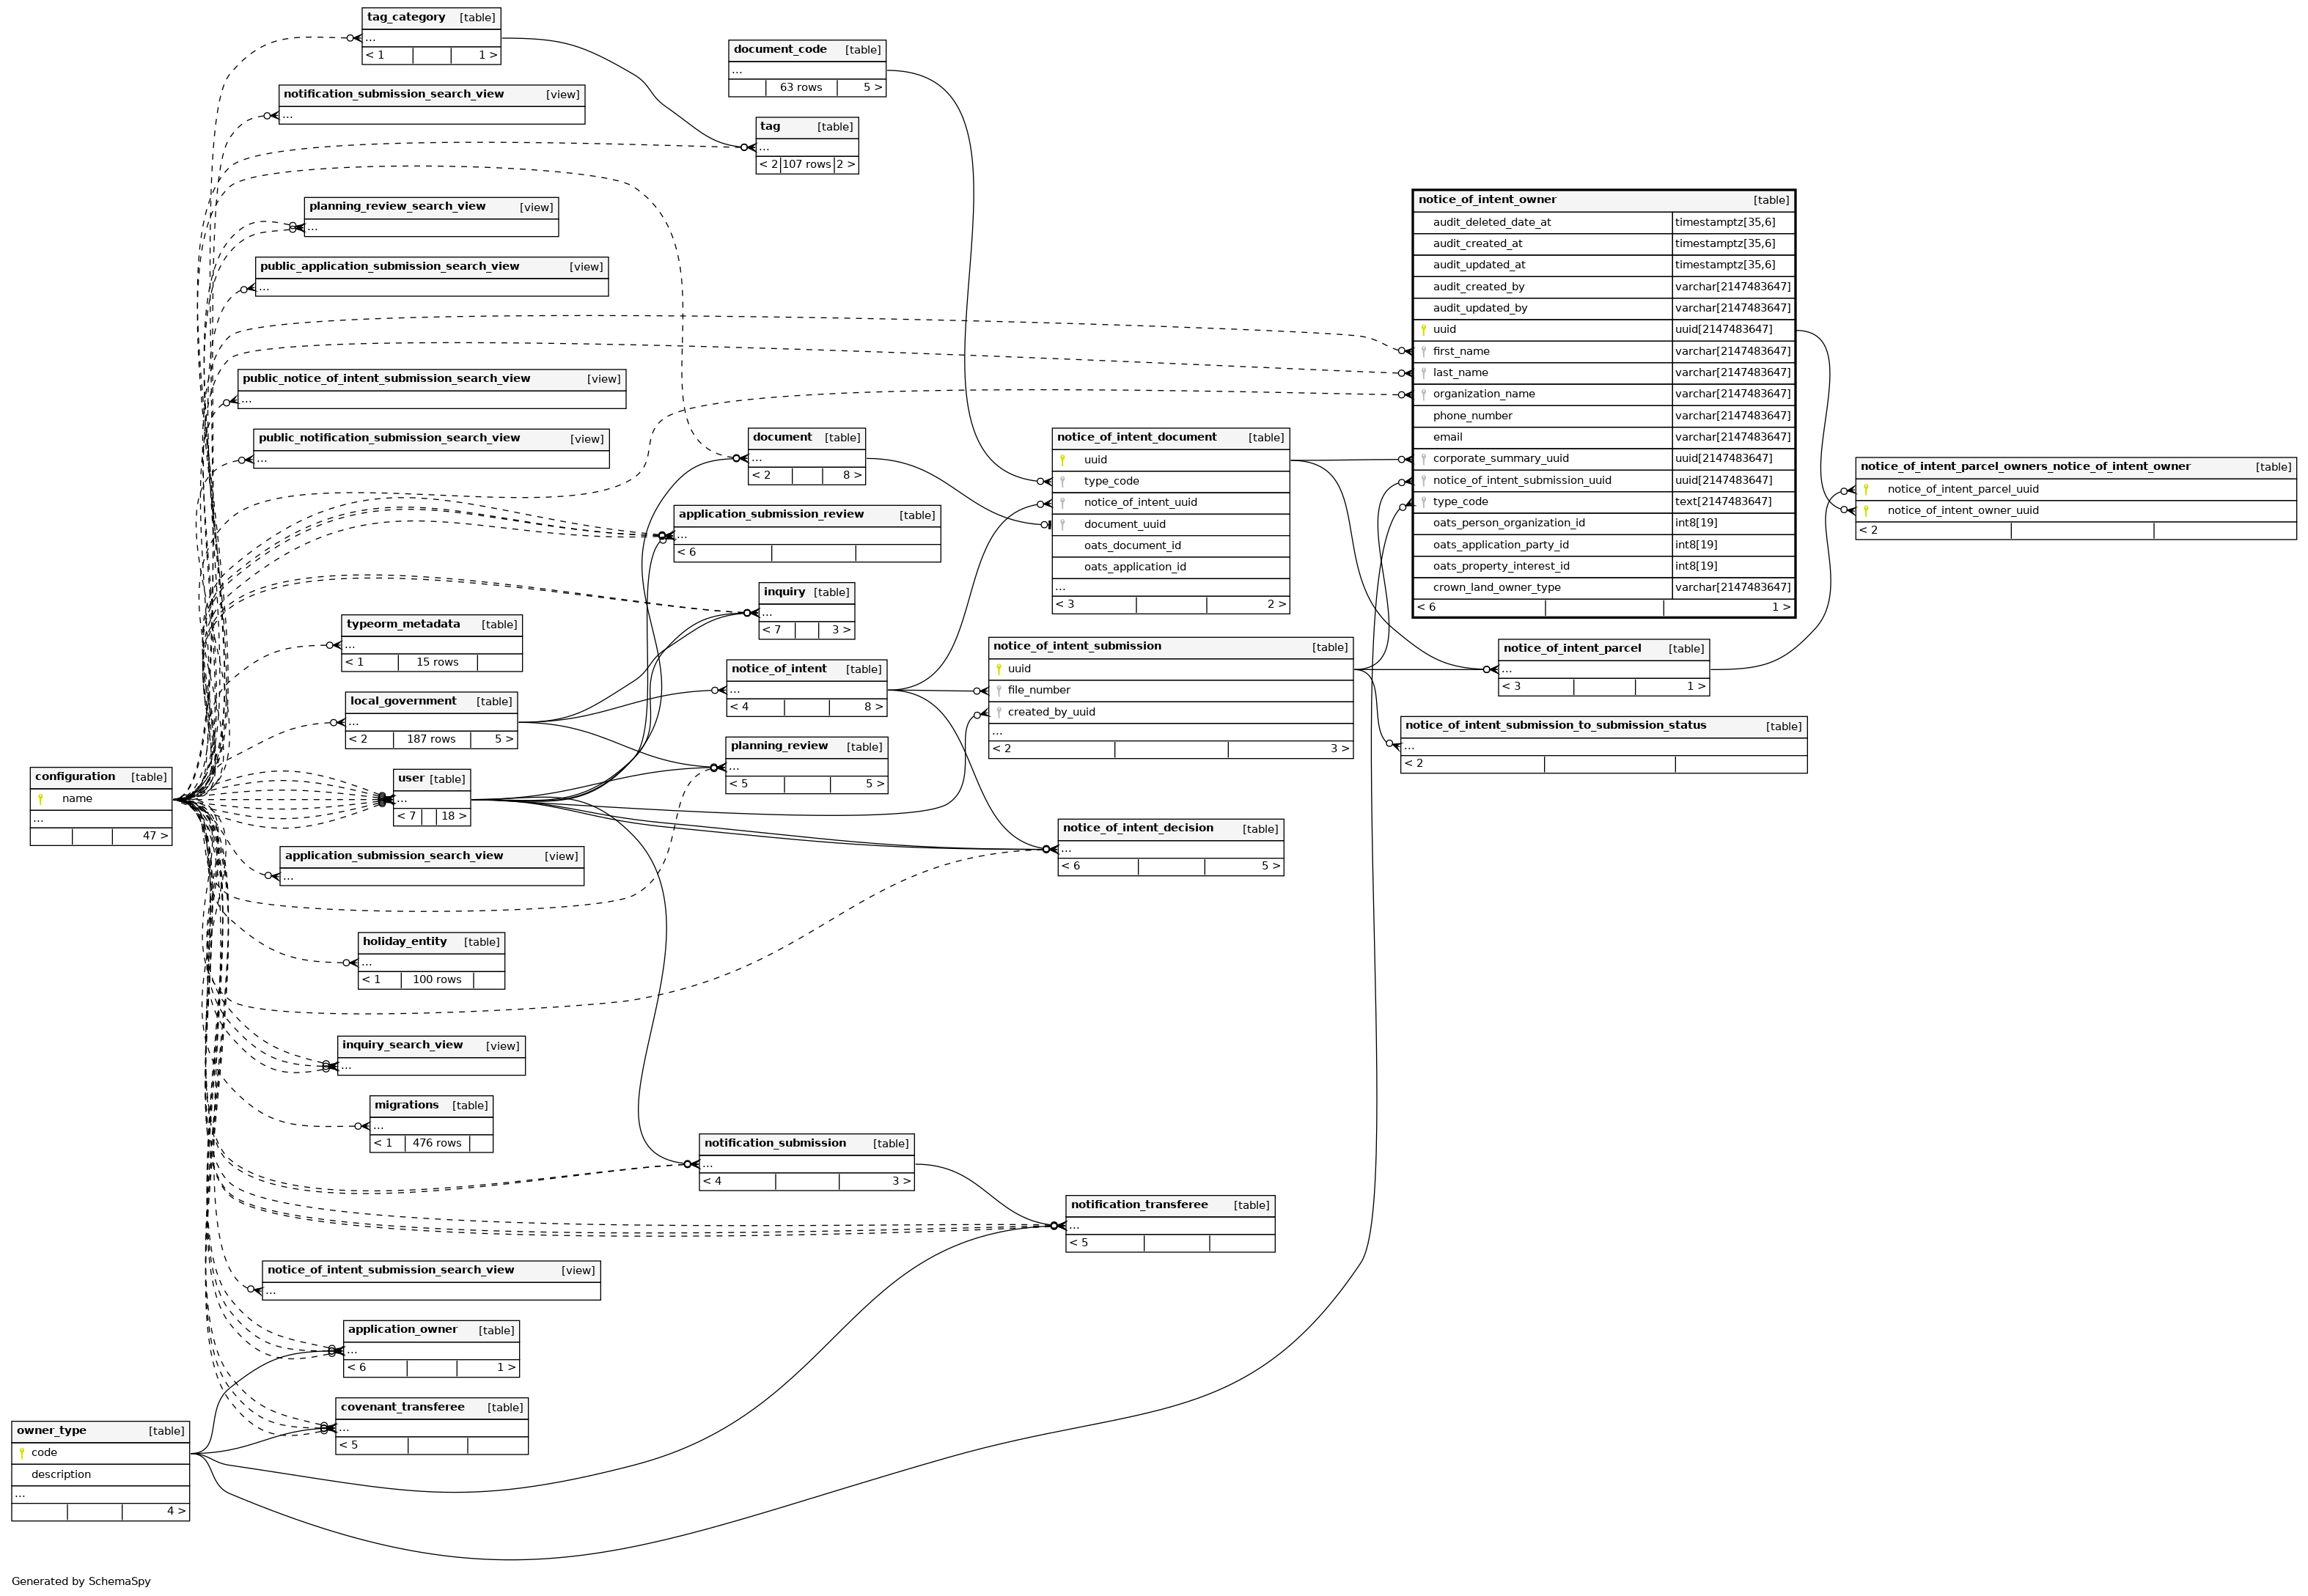 tag_category [table]
...
< 1 1 >
document_code [table]
...
63 rows 5 >
notification_submission_search_view [view]
...
tag [table]
...
< 2 107 rows 2 >
planning_review_search_view [view]
...
public_application_submission_search_view [view]
...
public_notice_of_intent_submission_search_view [view]
...
public_notification_submission_search_view [view]
...
notice_of_intent_owner [table]
audit_deleted_date_at timestamptz[35,6]
audit_created_at timestamptz[35,6]
audit_updated_at timestamptz[35,6]
audit_created_by varchar[2147483647]
audit_updated_by varchar[2147483647]
uuid uuid[2147483647]
first_name varchar[2147483647]
last_name varchar[2147483647]
organization_name varchar[2147483647]
phone_number varchar[2147483647]
email varchar[2147483647]
corporate_summary_uuid uuid[2147483647]
notice_of_intent_submission_uuid uuid[2147483647]
type_code text[2147483647]
oats_person_organization_id int8[19]
oats_application_party_id int8[19]
oats_property_interest_id int8[19]
crown_land_owner_type varchar[2147483647]
< 6 1 >
document [table]
...
< 2 8 >
notice_of_intent_document [table]
uuid
type_code
notice_of_intent_uuid
document_uuid
oats_document_id
oats_application_id
...
< 3 2 >
notice_of_intent_parcel_owners_notice_of_intent_owner [table]
notice_of_intent_parcel_uuid
notice_of_intent_owner_uuid
< 2
application_submission_review [table]
...
< 6
inquiry [table]
...
< 7 3 >
typeorm_metadata [table]
...
< 1 15 rows
notice_of_intent [table]
...
< 4 8 >
notice_of_intent_submission [table]
uuid
file_number
created_by_uuid
...
< 2 3 >
notice_of_intent_parcel [table]
...
< 3 1 >
local_government [table]
...
< 2 187 rows 5 >
notice_of_intent_submission_to_submission_status [table]
...
< 2
planning_review [table]
...
< 5 5 >
configuration [table]
name
...
47 >
user [table]
...
< 7 18 >
notice_of_intent_decision [table]
...
< 6 5 >
application_submission_search_view [view]
...
holiday_entity [table]
...
< 1 100 rows
inquiry_search_view [view]
...
migrations [table]
...
< 1 476 rows
notification_submission [table]
...
< 4 3 >
notification_transferee [table]
...
< 5
notice_of_intent_submission_search_view [view]
...
application_owner [table]
...
< 6 1 >
covenant_transferee [table]
...
< 5
owner_type [table]
code
description
...
4 >
Generated by SchemaSpy